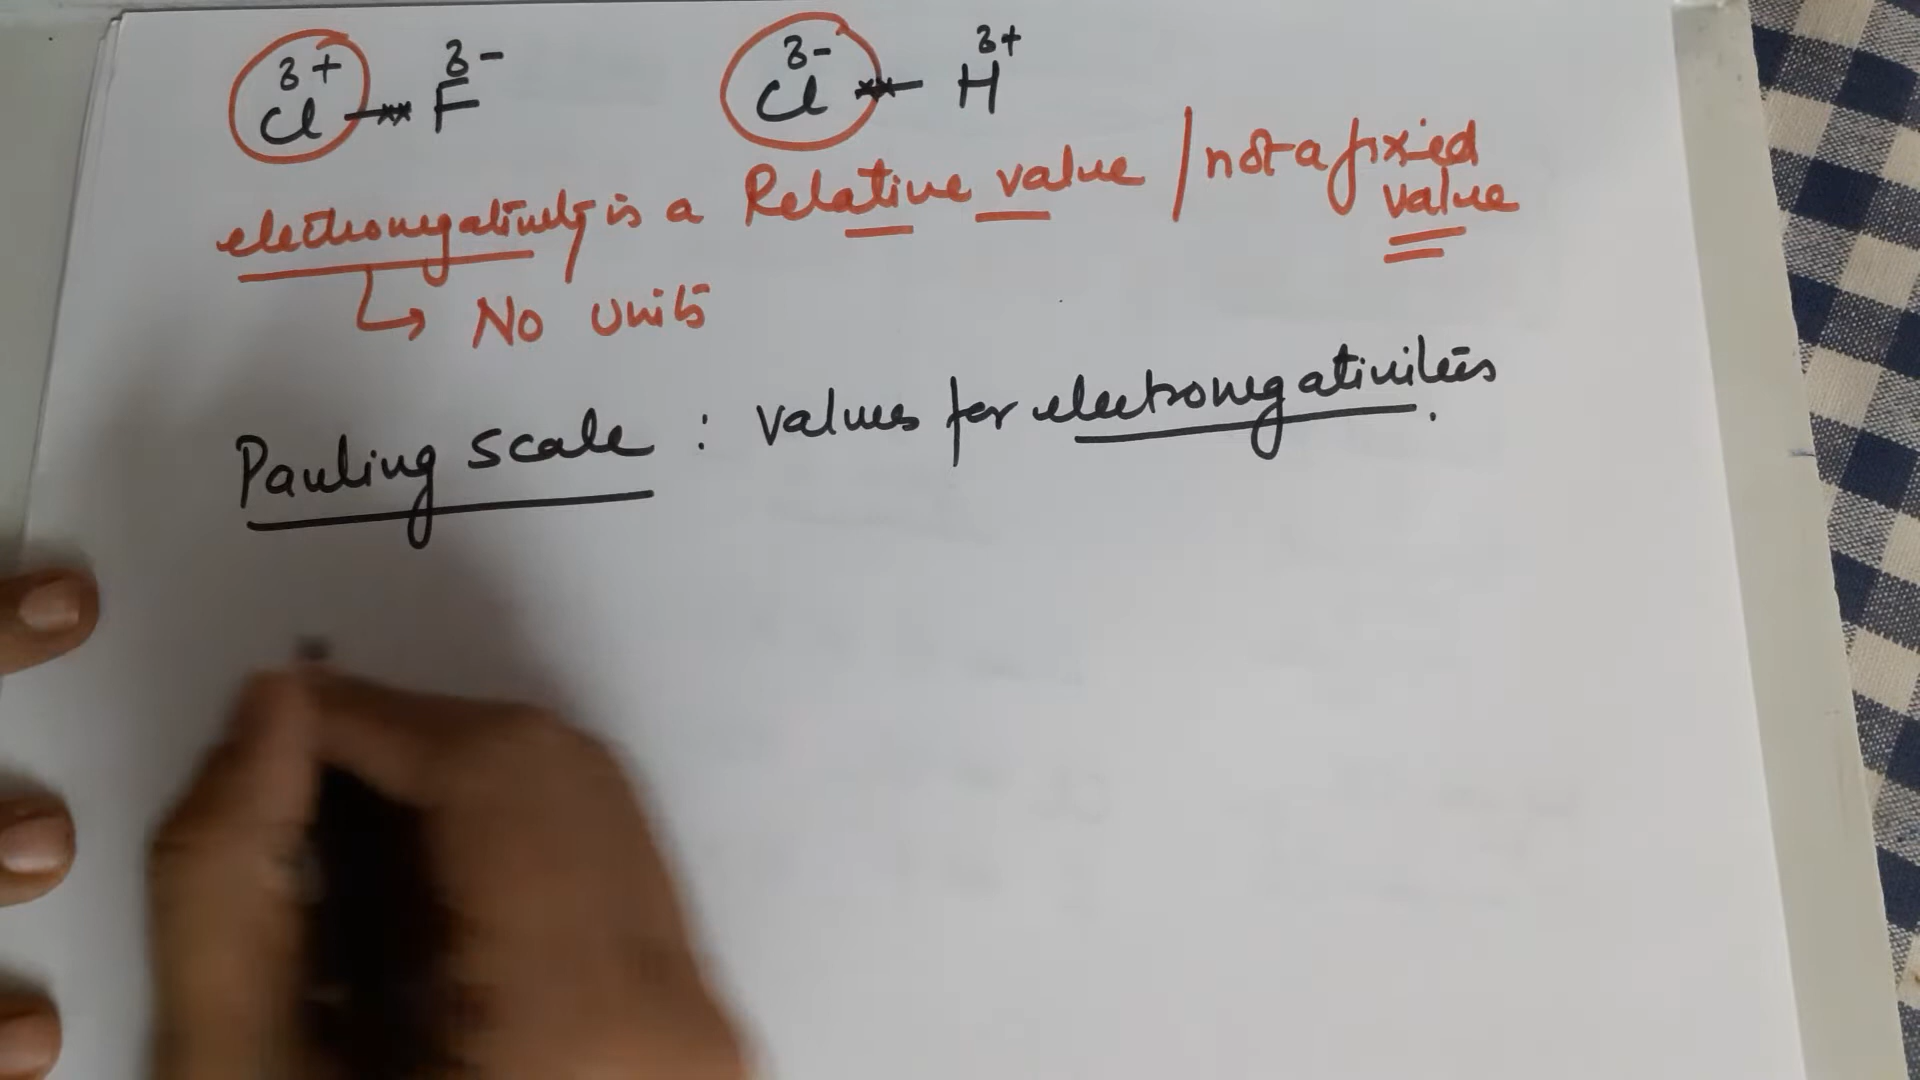 δ+ δ- δ- δ+
Cl F Cl H
electronegativity is a Relative value / not a fixed
value
No units
Pauling scale : values for electronegativities.